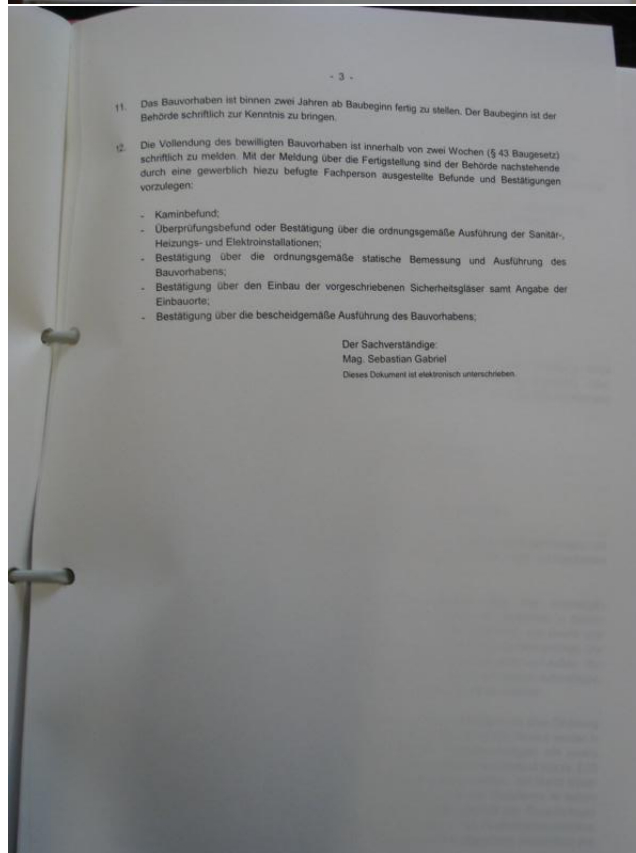 - 3 -
11. Das Bauvorhaben ist binnen zwei Jahren ab Baubeginn fertig zu stellen. Der Baubeginn ist der
Behörde schriftlich zur Kenntnis zu bringen.
12. Die Vollendung des bewilligten Bauvorhaben ist innerhalb von zwei Wochen (§ 43 Baugesetz)
schriftlich zu melden. Mit der Meldung über die Fertigstellung sind der Behörde nachstehende
durch eine gewerblich hiezu befugte Fachperson ausgestellte Befunde und Bestätigungen
vorzulegen:
- Kaminbefund;
- Überprüfungsbefund oder Bestätigung über die ordnungsgemäße Ausführung der Sanitär-,
Heizungs- und Elektroinstallationen;
- Bestätigung über die ordnungsgemäße statische Bemessung und Ausführung des
Bauvorhabens;
- Bestätigung über den Einbau der vorgeschriebenen Sicherheitsgläser samt Angabe der
Einbauorte;
- Bestätigung über die bescheidgemäße Ausführung des Bauvorhabens;
Der Sachverständige:
Mag. Sebastian Gabriel
Dieses Dokument ist elektronisch unterschrieben.